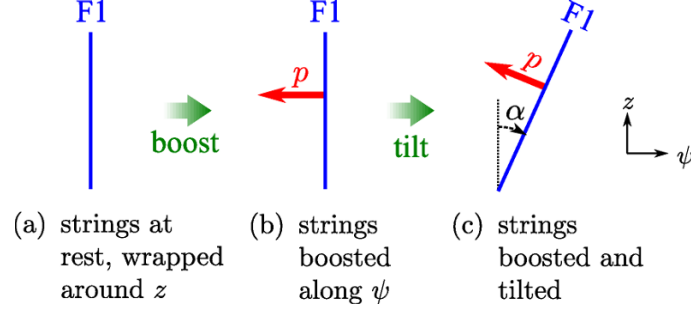 F1
F1
F1
p
p
α
z
ψ
boost
tilt
(a) strings at
rest, wrapped
around z
(b) strings
boosted
along ψ
(c) strings
boosted and
tilted